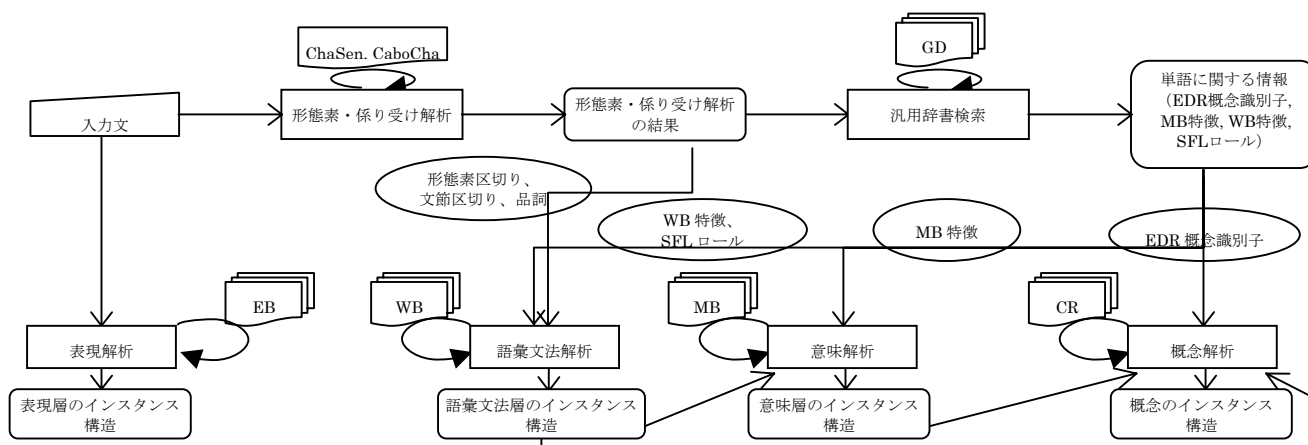 ChaSen. CaboCha
GD
入力文
形態素・係り受け解析
形態素・係り受け解析
の結果
汎用辞書検索
単語に関する情報
（EDR概念識別子,
MB特徴, WB特徴,
SFLロール）
形態素区切り、
文節区切り、品詞
WB 特徴、
SFL ロール
MB 特徴
EDR 概念識別子
EB
WB
MB
CR
表現解析
語彙文法解析
意味解析
概念解析
表現層のインスタンス
構造
語彙文法層のインスタンス
構造
意味層のインスタンス
構造
概念のインスタンス
構造